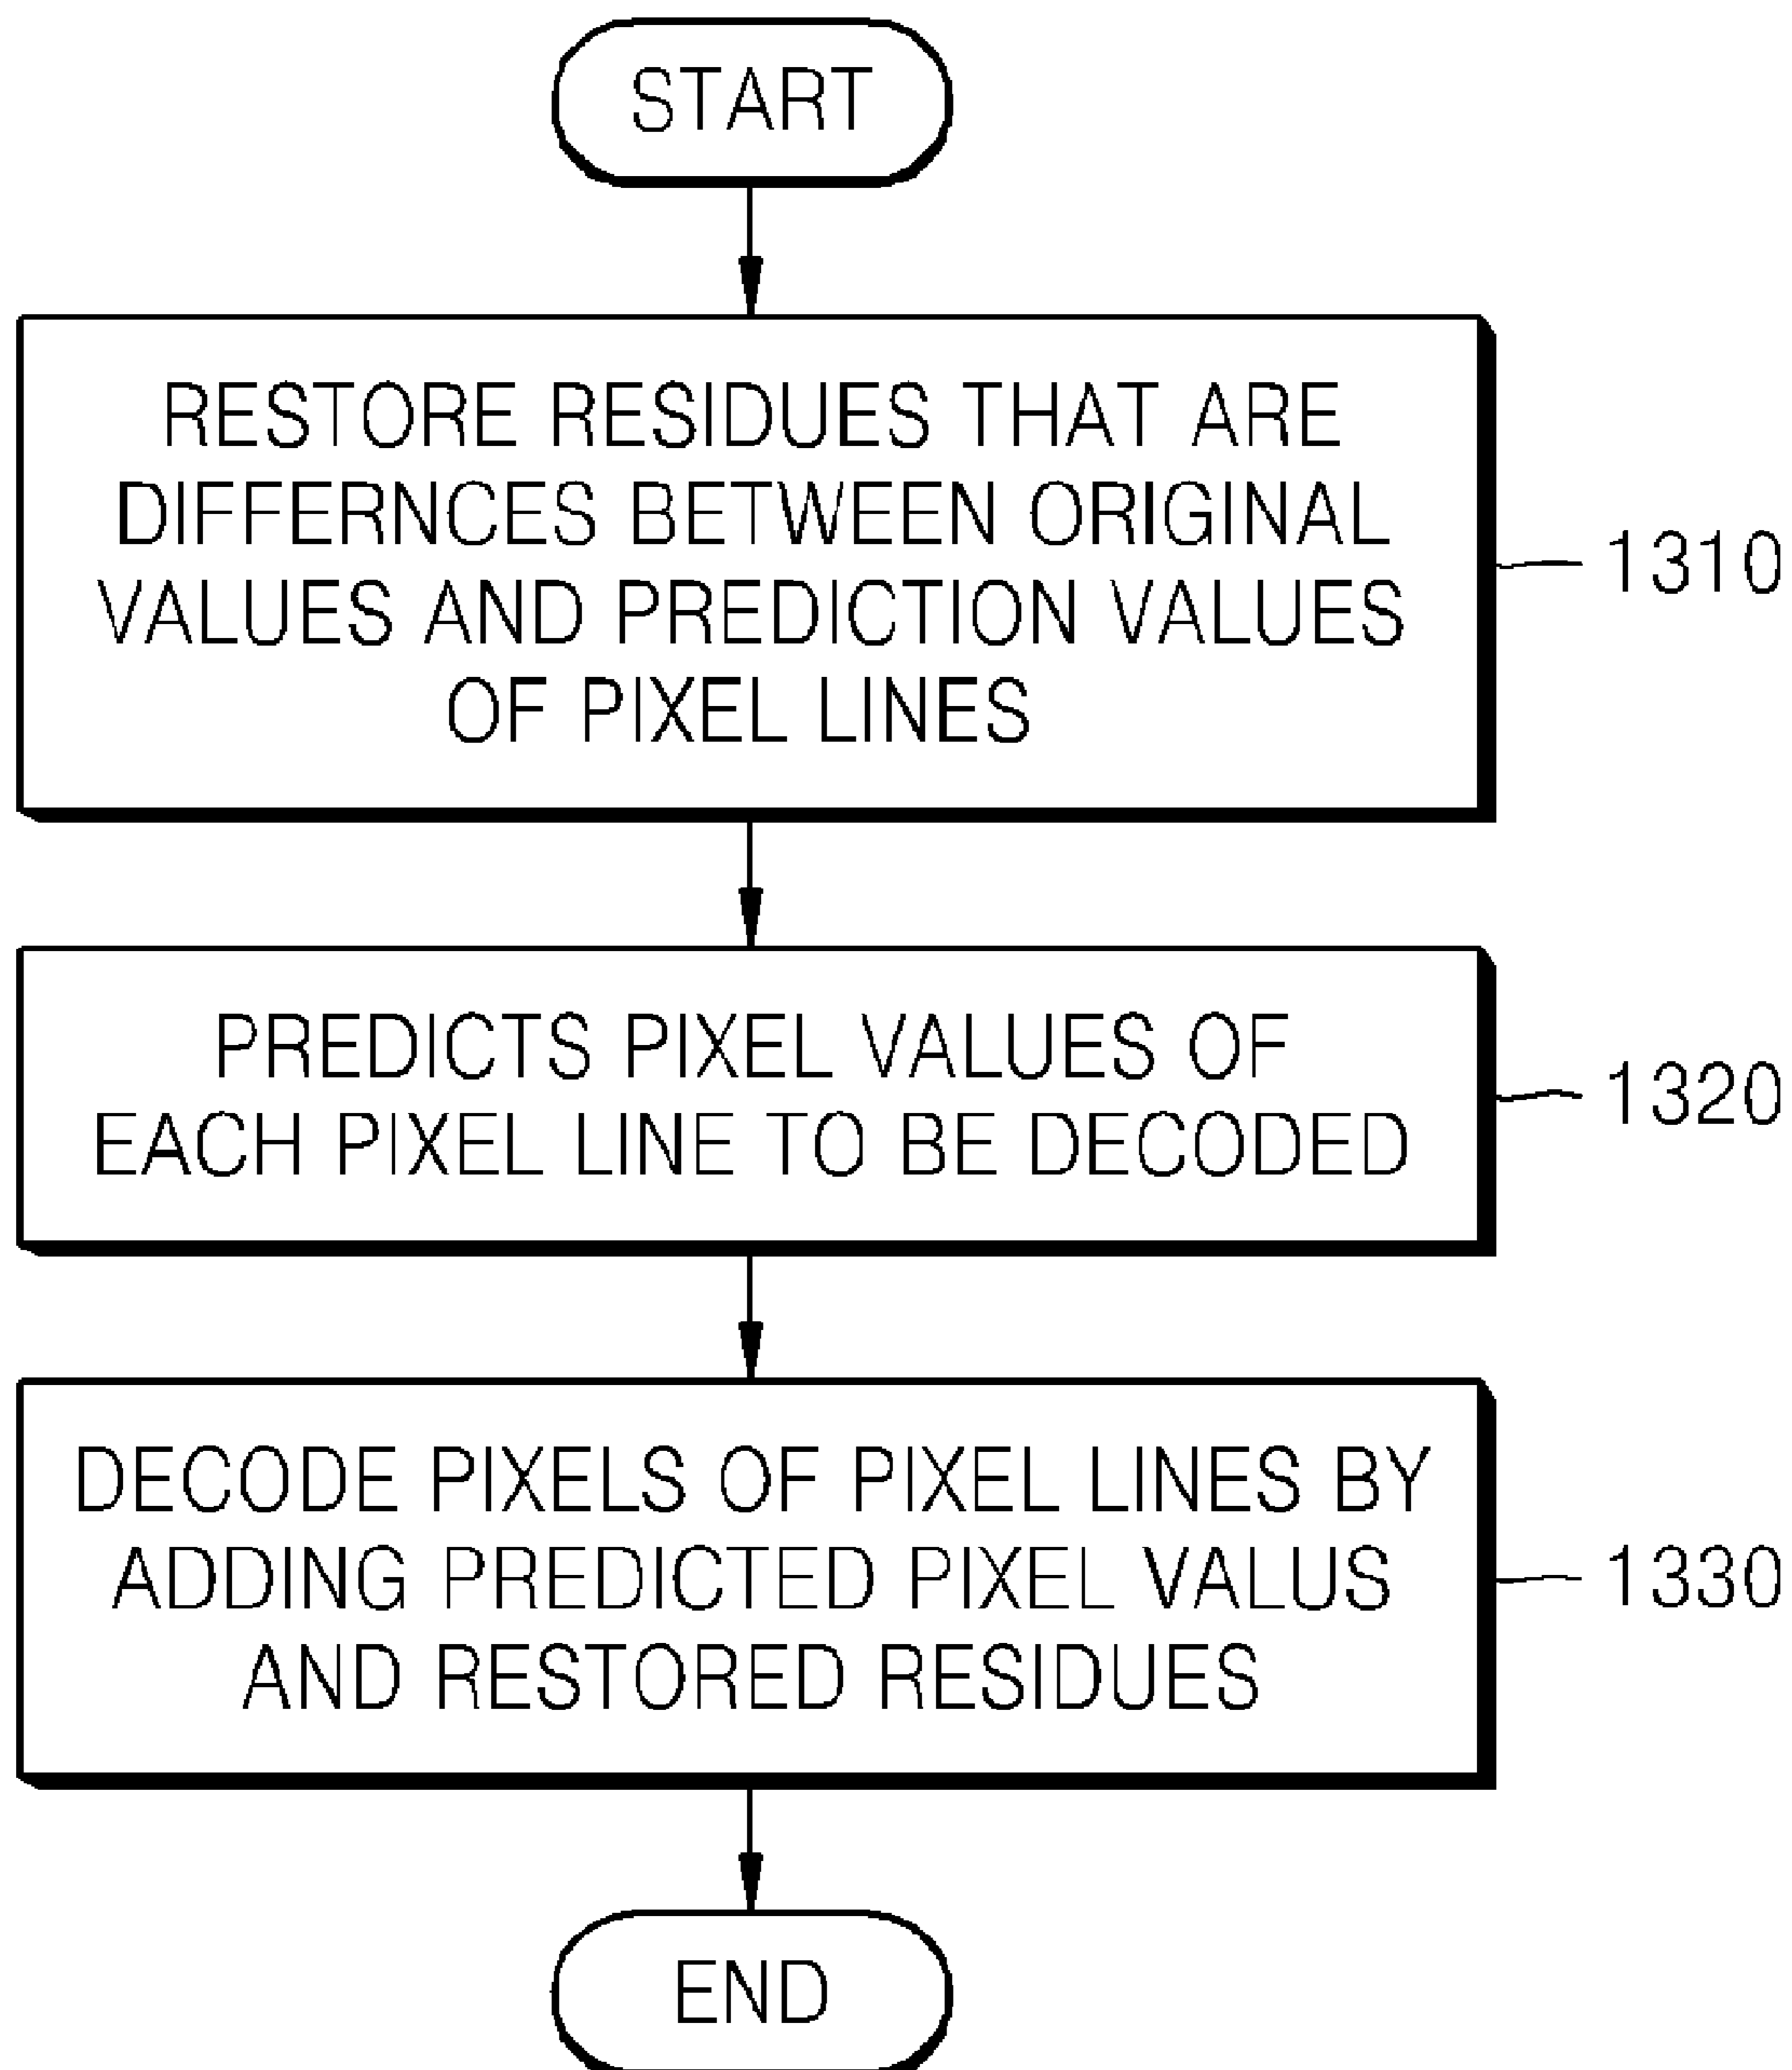 START
RESTORE RESIDUES THAT ARE
DIFFERNCES BETWEEN ORIGINAL
VALUES AND PREDICTION VALUES
OF PIXEL LINES
1310
PREDICTS PIXEL VALUES OF
EACH PIXEL LINE TO BE DECODED
1320
DECODE PIXELS OF PIXEL LINES BY
ADDING PREDICTED PIXEL VALUS
AND RESTORED RESIDUES
1330
END